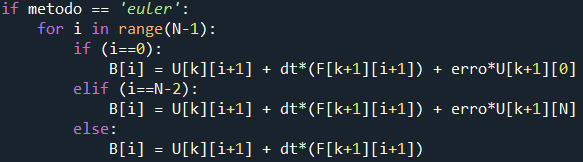 if metodo == 'euler':
    for i in range(N-1):
        if (i==0):
            B[i] = U[k][i+1] + dt*(F[k+1][i+1]) + erro*U[k+1][0]
        elif (i==N-2):
            B[i] = U[k][i+1] + dt*(F[k+1][i+1]) + erro*U[k+1][N]
        else:
            B[i] = U[k][i+1] + dt*(F[k+1][i+1])